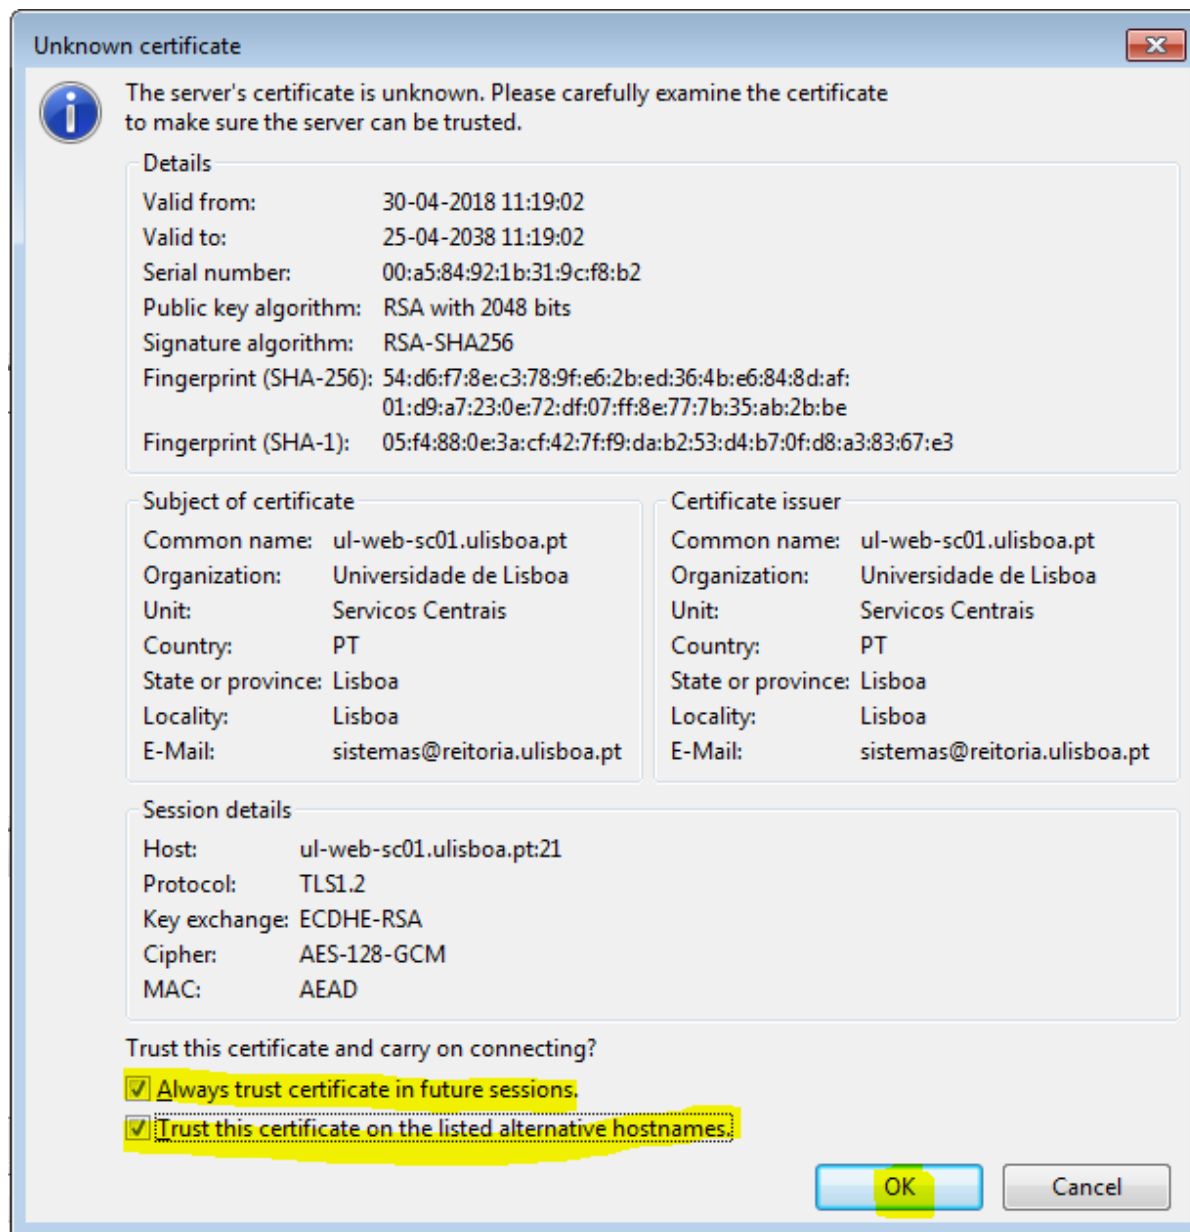 Unknown certificate
The server's certificate is unknown. Please carefully examine the certificate
to make sure the server can be trusted.
Details
Valid from: 30-04-2018 11:19:02
Valid to: 25-04-2038 11:19:02
Serial number: 00:a5:84:92:1b:31:9c:f8:b2
Public key algorithm: RSA with 2048 bits
Signature algorithm: RSA-SHA256
Fingerprint (SHA-256): 54:d6:f7:8e:c3:78:9f:e6:2b:ed:36:4b:e6:84:8d:af:
01:d9:a7:23:0e:72:df:07:ff:8e:77:7b:35:ab:2b:be
Fingerprint (SHA-1): 05:f4:88:0e:3a:cf:42:7f:f9:da:b2:53:d4:b7:0f:d8:a3:83:67:e3
Subject of certificate
Common name: ul-web-sc01.ulisboa.pt
Organization: Universidade de Lisboa
Unit: Servicos Centrais
Country: PT
State or province: Lisboa
Locality: Lisboa
E-Mail: sistemas@reitoria.ulisboa.pt
Certificate issuer
Common name: ul-web-sc01.ulisboa.pt
Organization: Universidade de Lisboa
Unit: Servicos Centrais
Country: PT
State or province: Lisboa
Locality: Lisboa
E-Mail: sistemas@reitoria.ulisboa.pt
Session details
Host: ul-web-sc01.ulisboa.pt:21
Protocol: TLS1.2
Key exchange: ECDHE-RSA
Cipher: AES-128-GCM
MAC: AEAD
Trust this certificate and carry on connecting?
Always trust certificate in future sessions.
Trust this certificate on the listed alternative hostnames.
OK Cancel